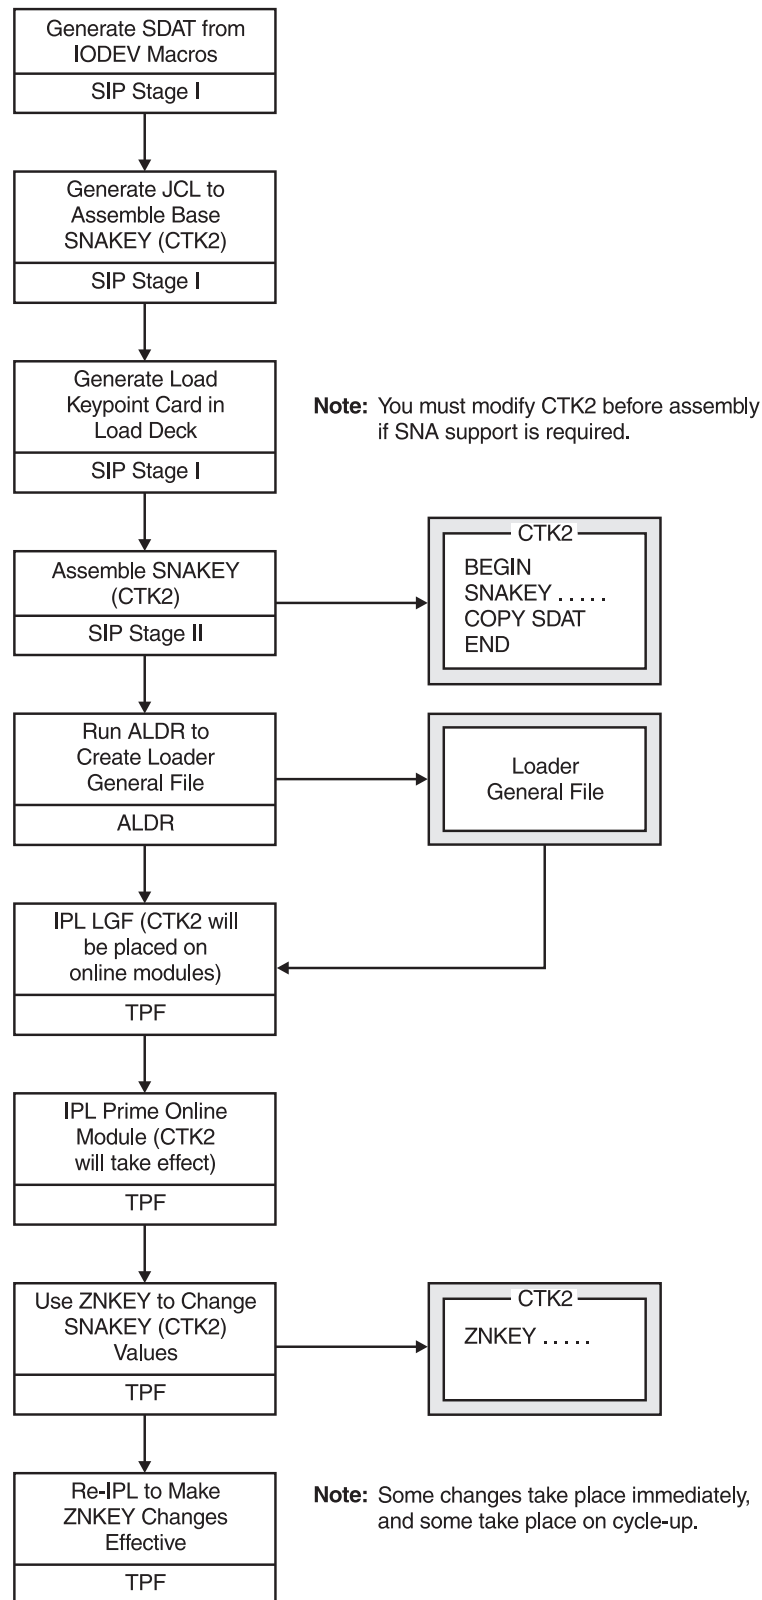 Generate SDAT from
IODEV Macros
SIP Stage I
Generate JCL to
Assemble Base
SNAKEY (CTK2)
SIP Stage I
Generate Load
Keypoint Card in
Load Deck
SIP Stage I
Note: You must modify CTK2 before assembly
if SNA support is required.
Assemble SNAKEY
(CTK2)
SIP Stage II
CTK2
BEGIN
SNAKEY . . . . .
COPY SDAT
END
Run ALDR to
Create Loader
General File
ALDR
Loader
General File
IPL LGF (CTK2 will
be placed on
online modules)
TPF
IPL Prime Online
Module (CTK2
will take effect)
TPF
Use ZNKEY to Change
SNAKEY (CTK2)
Values
TPF
CTK2
ZNKEY . . . . .
Re-IPL to Make
ZNKEY Changes
Effective
TPF
Note: Some changes take place immediately,
and some take place on cycle-up.